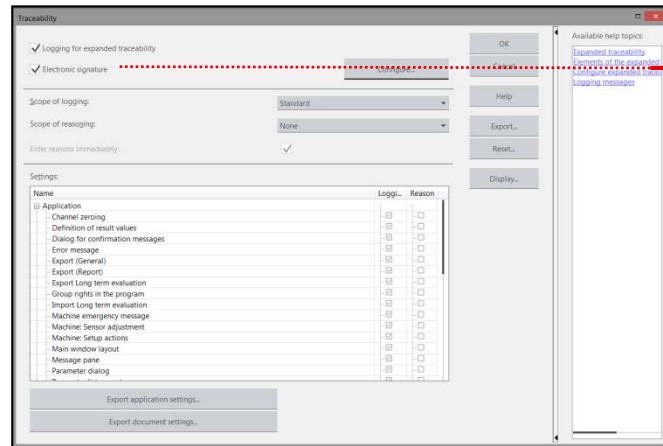 Traceability
Logging for expanded traceability
Electronic signature
Configure...
Scope of logging:
Standard
Scope of reasoning:
None
Enter reasons immediately:
Settings:
Name Loggi... Reason
Application
Channel zeroing
Definition of result values
Dialog for confirmation messages
Error message
Export (General)
Export (Report)
Export Long term evaluation
Group rights in the program
Import Long term evaluation
Machine emergency message
Machine: Sensor adjustment
Machine: Setup actions
Main window layout
Message pane
Parameter dialog
Export application settings...
Export document settings...
OK
Cancel
Help
Export...
Reset...
Display...
Available help topics:
Expanded traceability
Elements of the expanded
Configure expanded tracea
Logging messages